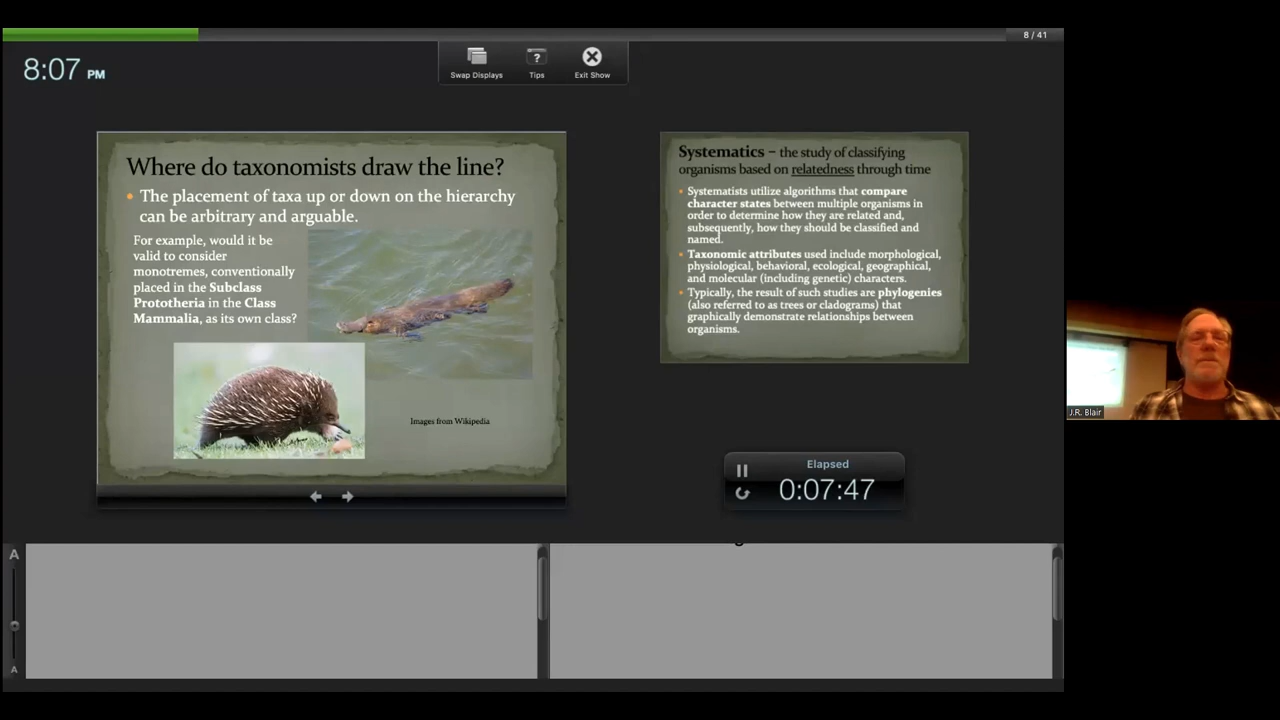 8 / 41
8:07 PM
Swap Displays
Tips
Exit Show
Where do taxonomists draw the line?
• The placement of taxa up or down on the hierarchy
can be arbitrary and arguable.
For example, would it be
valid to consider
monotremes, conventionally
placed in the Subclass
Prototheria in the Class
Mammalia, as its own class?
Images from Wikipedia
Systematics – the study of classifying
organisms based on relatedness through time
• Systematists utilize algorithms that compare
character states between multiple organisms in
order to determine how they are related and,
subsequently, how they should be classified and
named.
• Taxonomic attributes used include morphological,
physiological, behavioral, ecological, geographical,
and molecular (including genetic) characters.
• Typically, the result of such studies are phylogenies
(also referred to as trees or cladograms) that
graphically demonstrate relationships between
organisms.
J.R. Blair
Elapsed
0:07:47
A
A